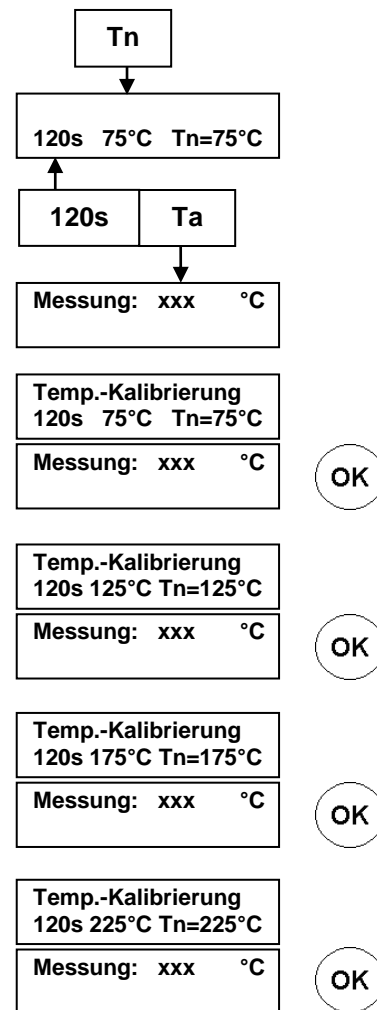 Tn
120s 75°C Tn=75°C
120s Ta
Messung: xxx °C
Temp.-Kalibrierung
120s 75°C Tn=75°C
Messung: xxx °C
OK
Temp.-Kalibrierung
120s 125°C Tn=125°C
Messung: xxx °C
OK
Temp.-Kalibrierung
120s 175°C Tn=175°C
Messung: xxx °C
OK
Temp.-Kalibrierung
120s 225°C Tn=225°C
Messung: xxx °C
OK